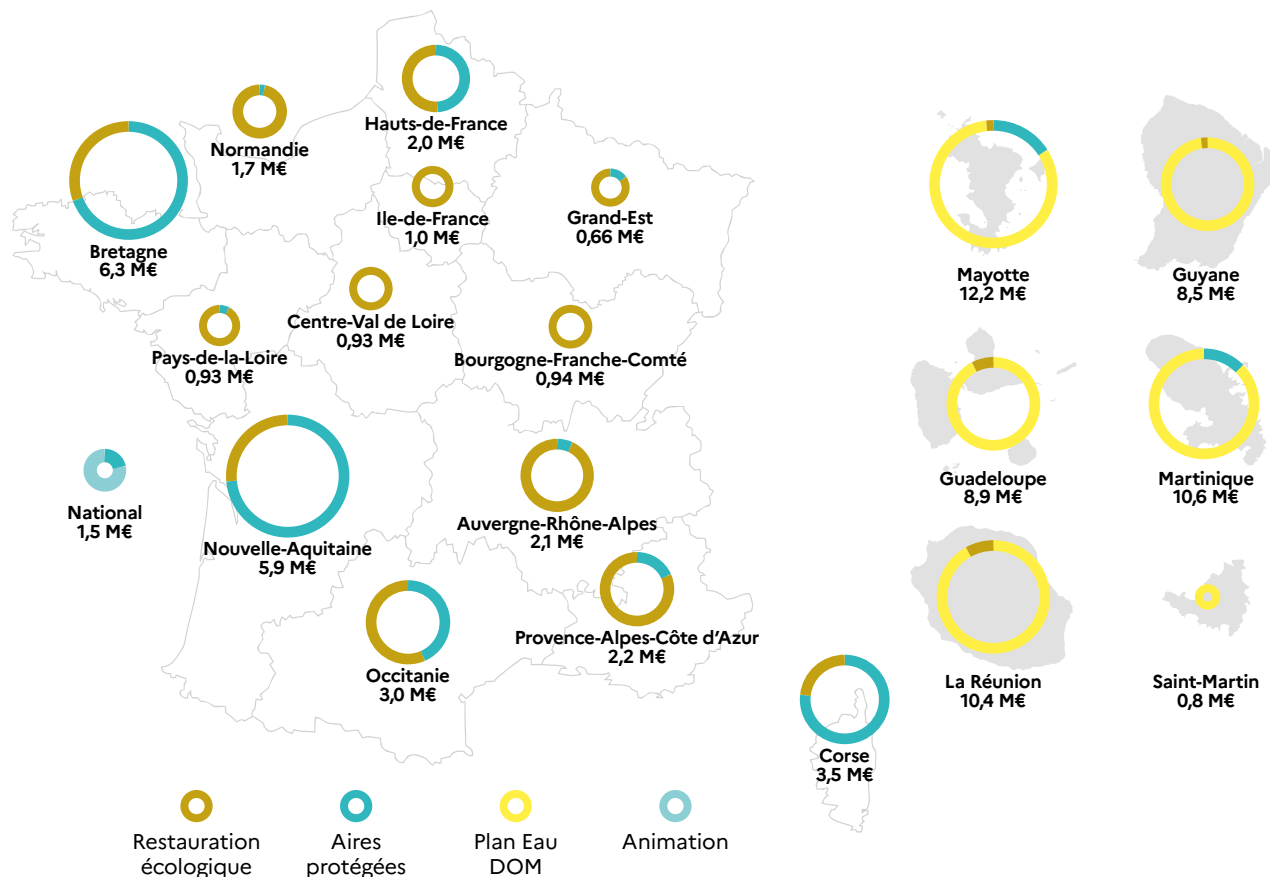 Hauts-de-France
2,0 M€
Normandie
1,7 M€
Ile-de-France
1,0 M€
Grand-Est
0,66 M€
Bretagne
6,3 M€
Centre-Val de Loire
0,93 M€
Pays-de-la-Loire
0,93 M€
Bourgogne-Franche-Comté
0,94 M€
National
1,5 M€
Nouvelle-Aquitaine
5,9 M€
Auvergne-Rhône-Alpes
2,1 M€
Provence-Alpes-Côte d'Azur
2,2 M€
Occitanie
3,0 M€
Corse
3,5 M€
Mayotte
12,2 M€
Guyane
8,5 M€
Guadeloupe
8,9 M€
Martinique
10,6 M€
La Réunion
10,4 M€
Saint-Martin
0,8 M€
Restauration
écologique
Aires
protégées
Plan Eau
DOM
Animation